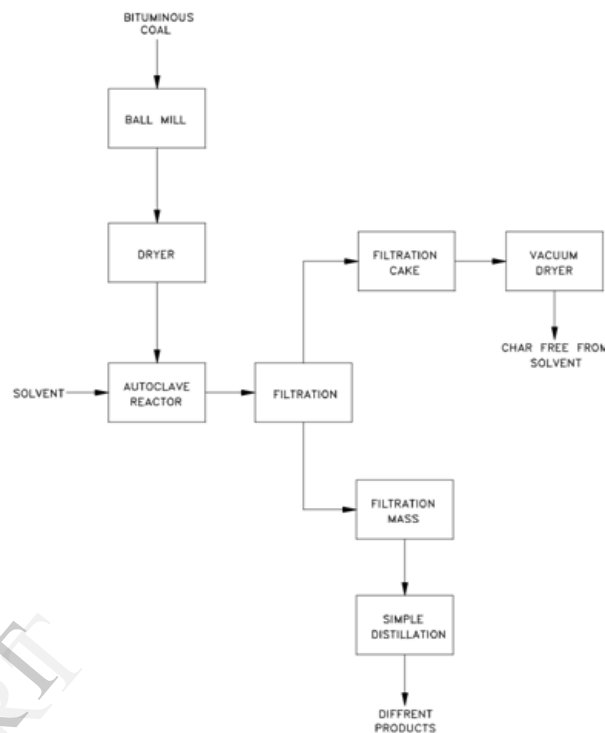 BITUMINOUS
COAL
BALL MILL
DRYER
FILTRATION
CAKE
VACUUM
DRYER
CHAR FREE FROM
SOLVENT
SOLVENT
AUTOCLAVE
REACTOR
FILTRATION
FILTRATION
MASS
SIMPLE
DISTILLATION
DIFFRENT
PRODUCTS